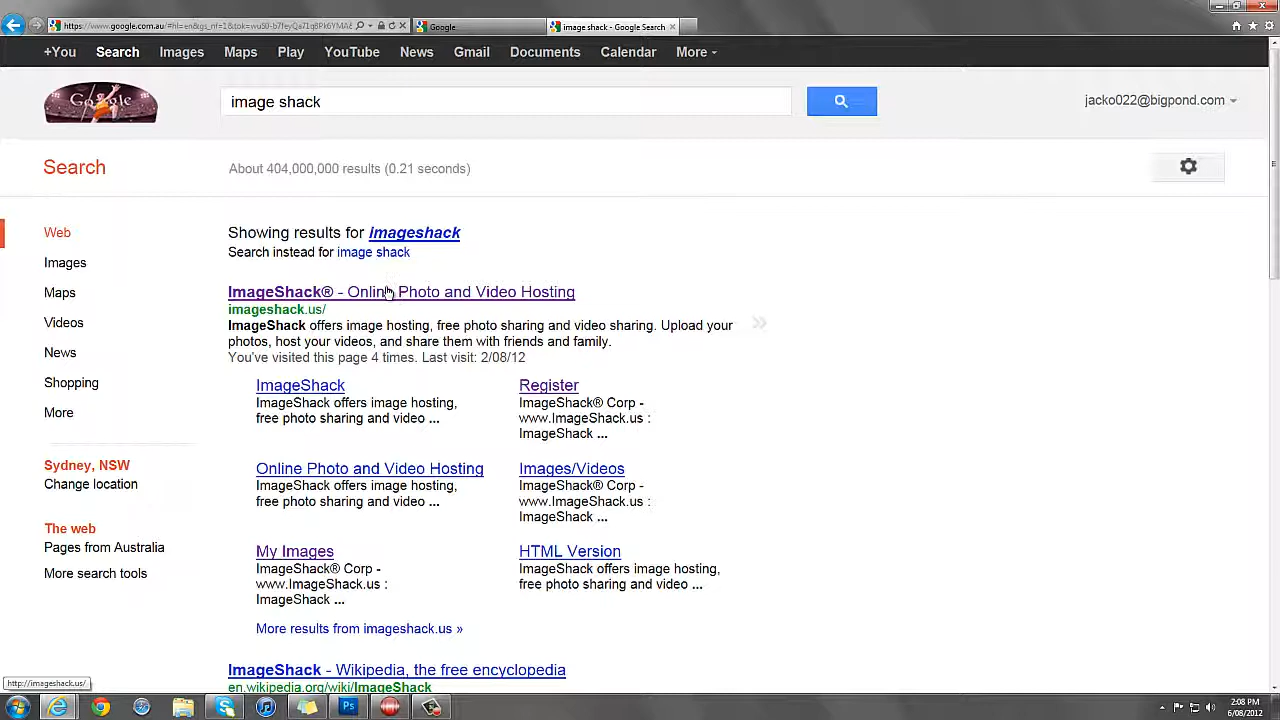 Google
image shack - Google Search
+You Search Images Maps Play YouTube News Gmail Documents Calendar More
Google
image shack
jacko022@bigpond.com
Search
About 404,000,000 results (0.21 seconds)
Web
Images
Maps
Videos
News
Shopping
More
Sydney, NSW
Change location
The web
Pages from Australia
More search tools
Showing results for imageshack
Search instead for image shack
ImageShack® - Online Photo and Video Hosting
imageshack.us/
ImageShack offers image hosting, free photo sharing and video sharing. Upload your
photos, host your videos, and share them with friends and family.
You've visited this page 4 times. Last visit: 2/08/12
ImageShack
ImageShack offers image hosting,
free photo sharing and video ...
Register
ImageShack® Corp -
www.ImageShack.us :
ImageShack ...
Online Photo and Video Hosting
ImageShack offers image hosting,
free photo sharing and video ...
Images/Videos
ImageShack® Corp -
www.ImageShack.us :
ImageShack ...
My Images
ImageShack® Corp -
www.ImageShack.us :
ImageShack ...
HTML Version
ImageShack offers image hosting,
free photo sharing and video ...
More results from imageshack.us »
ImageShack - Wikipedia, the free encyclopedia
en.wikipedia.org/wiki/ImageShack
http://imageshack.us/
Ps
2:08 PM
6/08/2012